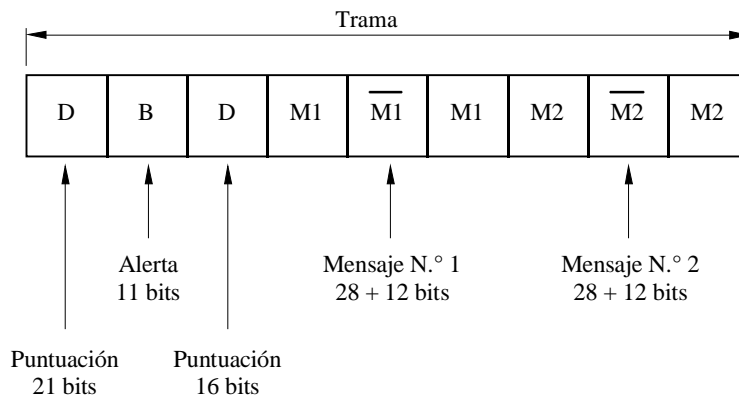 Trama
D B D M1 M1 M1 M2 M2 M2
Alerta
11 bits
Mensaje N.° 1
28 + 12 bits
Mensaje N.° 2
28 + 12 bits
Puntuación
21 bits
Puntuación
16 bits